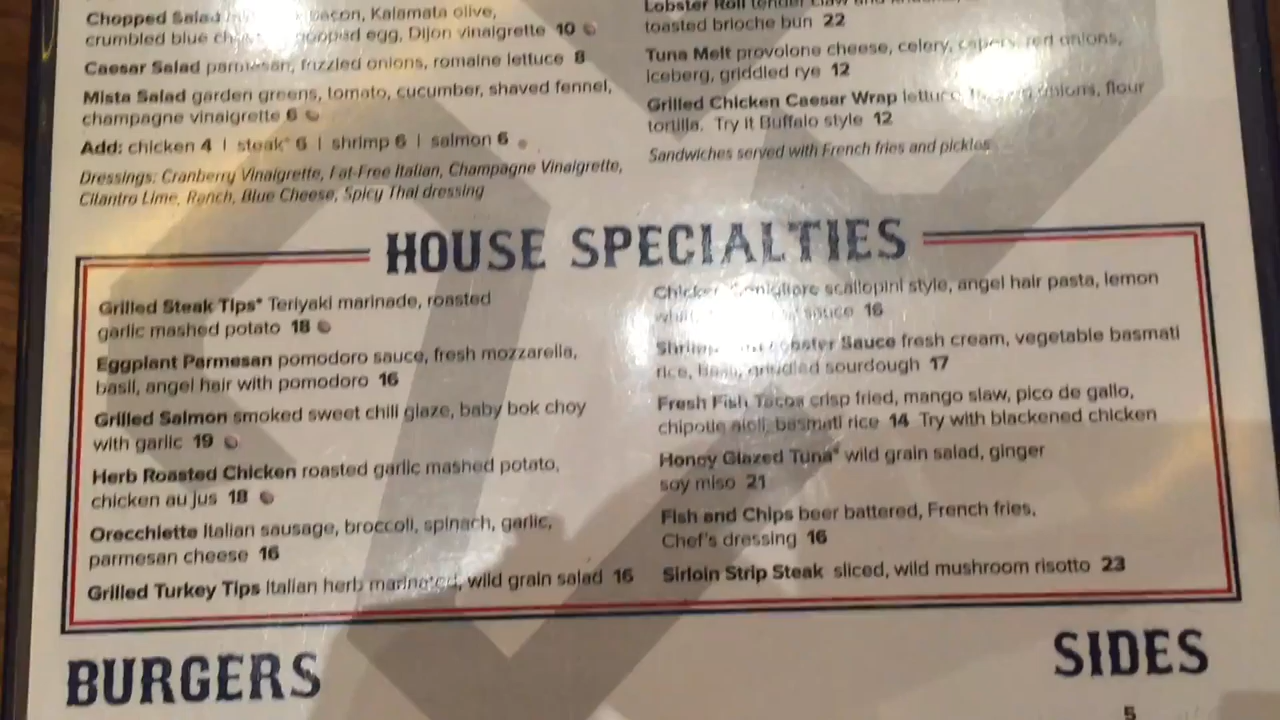 Chopped Salad bacon, Kalamata olive,
crumbled blue chopped egg, Dijon vinaigrette 10
Caesar Salad parmesan, frizzled onions, romaine lettuce 8
Mista Salad garden greens, tomato, cucumber, shaved fennel,
champagne vinaigrette 6
Add: chicken 4 | steak* 6 | shrimp 6 | salmon 6
Dressings: Cranberry Vinaigrette, Fat-Free Italian, Champagne Vinaigrette,
Cilantro Lime, Ranch, Blue Cheese, Spicy Thai dressing
Lobster Roll tender claw and
toasted brioche bun 22
Tuna Melt provolone cheese, celery, capers, red onions,
iceberg, griddled rye 12
Grilled Chicken Caesar Wrap lettuce, onions, flour
tortilla. Try it Buffalo style 12
Sandwiches served with French fries and pickles
HOUSE SPECIALTIES
Grilled Steak Tips* Teriyaki marinade, roasted
garlic mashed potato 18
Eggplant Parmesan pomodoro sauce, fresh mozzarella,
basil, angel hair with pomodoro 16
Grilled Salmon smoked sweet chili glaze, baby bok choy
with garlic 19
Herb Roasted Chicken roasted garlic mashed potato,
chicken au jus 18
Orecchiette Italian sausage, broccoli, spinach, garlic,
parmesan cheese 16
Grilled Turkey Tips Italian herb marinated, wild grain salad 16
Chicken scallopini style, angel hair pasta, lemon
sauce 16
Shrimp Lobster Sauce fresh cream, vegetable basmati
rice, basil, griddled sourdough 17
Fresh Fish Tacos crisp fried, mango slaw, pico de gallo,
chipotle aioli, basmati rice 14 Try with blackened chicken
Honey Glazed Tuna* wild grain salad, ginger
soy miso 21
Fish and Chips beer battered, French fries,
Chef's dressing 16
Sirloin Strip Steak sliced, wild mushroom risotto 23
BURGERS
SIDES
5